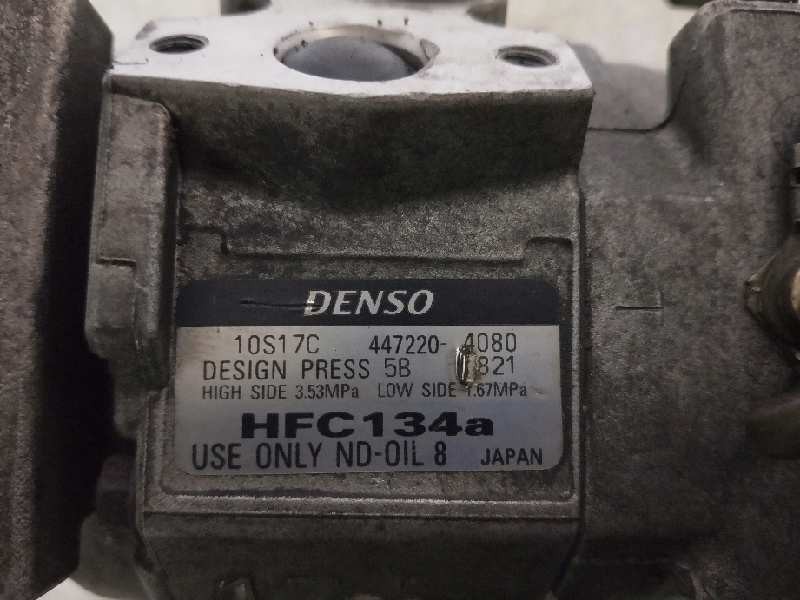 DENSO
10S17C 447220-4080
DESIGN PRESS 5B 821
HIGH SIDE 3.53MPa LOW SIDE 1.67MPa
HFC134a
USE ONLY ND-OIL 8 JAPAN